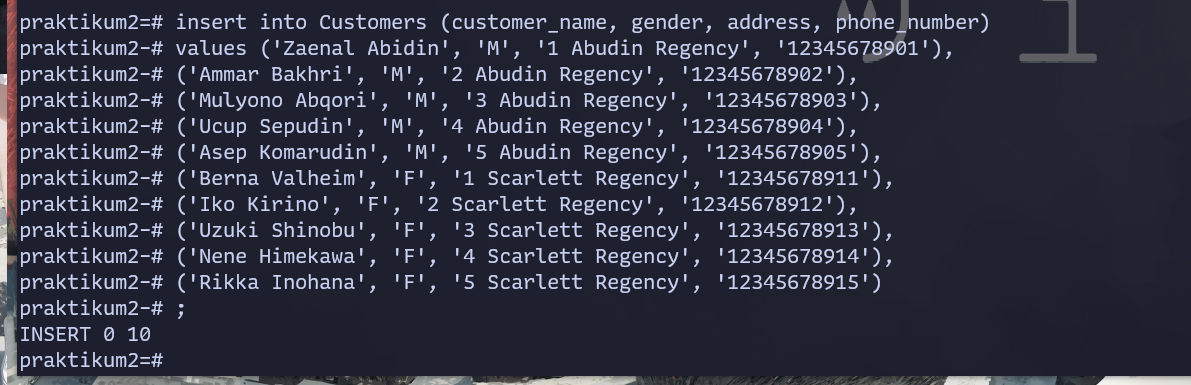 praktikum2=# insert into Customers (customer_name, gender, address, phone_number)
praktikum2-# values ('Zaenal Abidin', 'M', '1 Abudin Regency', '12345678901'),
praktikum2-# ('Ammar Bakhri', 'M', '2 Abudin Regency', '12345678902'),
praktikum2-# ('Mulyono Abqori', 'M', '3 Abudin Regency', '12345678903'),
praktikum2-# ('Ucup Sepudin', 'M', '4 Abudin Regency', '12345678904'),
praktikum2-# ('Asep Komarudin', 'M', '5 Abudin Regency', '12345678905'),
praktikum2-# ('Berna Valheim', 'F', '1 Scarlett Regency', '12345678911'),
praktikum2-# ('Iko Kirino', 'F', '2 Scarlett Regency', '12345678912'),
praktikum2-# ('Uzuki Shinobu', 'F', '3 Scarlett Regency', '12345678913'),
praktikum2-# ('Nene Himekawa', 'F', '4 Scarlett Regency', '12345678914'),
praktikum2-# ('Rikka Inohana', 'F', '5 Scarlett Regency', '12345678915')
praktikum2-# ;
INSERT 0 10
praktikum2=#